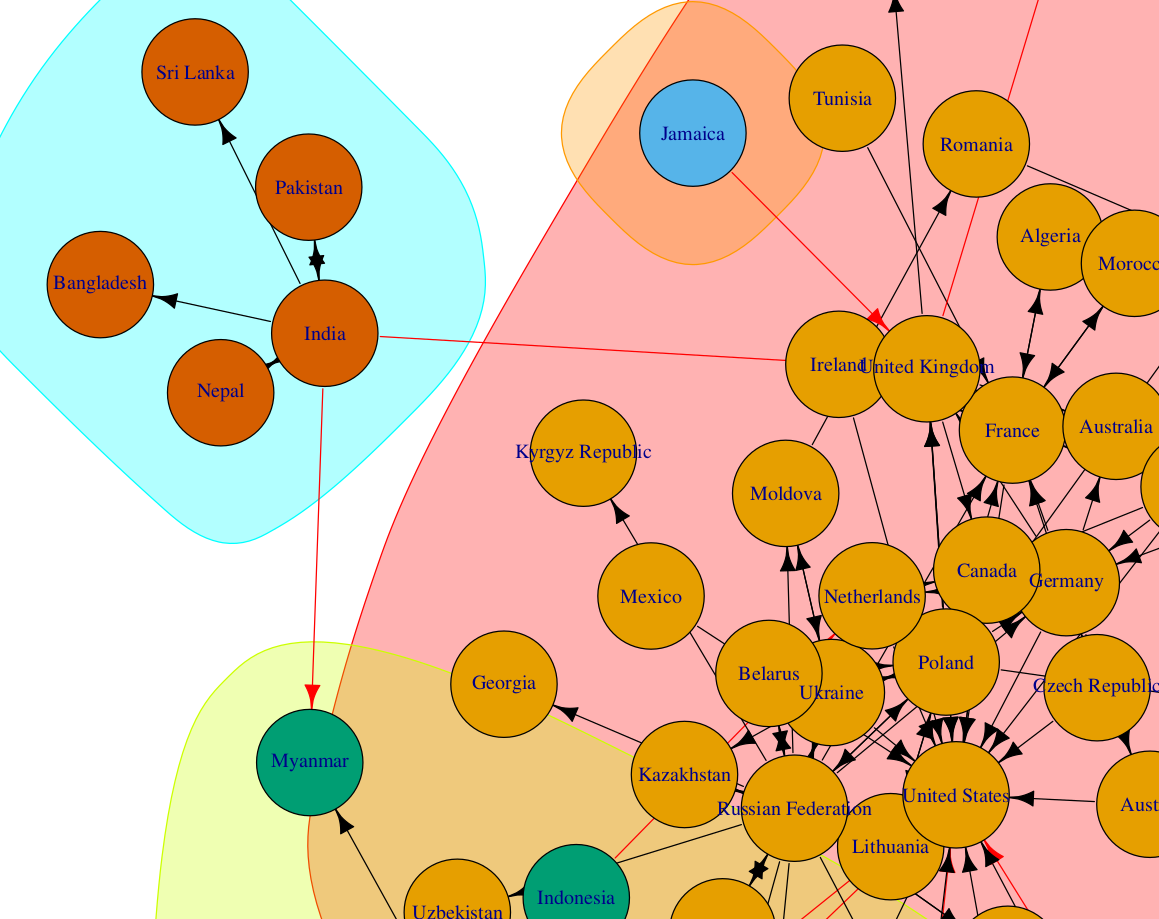 Sri Lanka
Tunisia
Jamaica
Romania
Pakistan
Algeria
Morocc
Bangladesh
India
Ireland
United Kingdom
Nepal
France
Australia
Kyrgyz Republic
Moldova
Canada
Germany
Mexico
Netherlands
Poland
Belarus
Georgia
Ukraine
Czech Republic
Myanmar
Kazakhstan
United States
Aust
Russian Federation
Lithuania
Indonesia
Uzbekistan